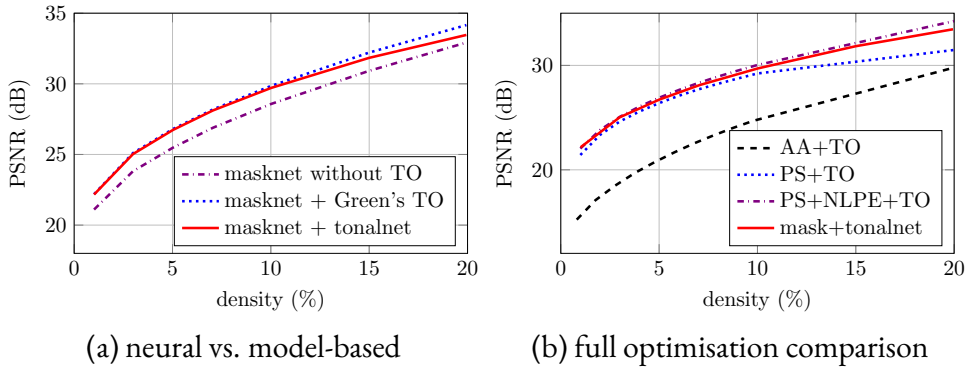 35
30
25
20
PSNR (dB)
masknet without TO
masknet + Green's TO
masknet + tonalnet
0 5 10 15 20
density (%)
(a) neural vs. model-based
30
20
PSNR (dB)
AA+TO
PS+TO
PS+NLPE+TO
mask+tonalnet
0 5 10 15 20
density (%)
(b) full optimisation comparison